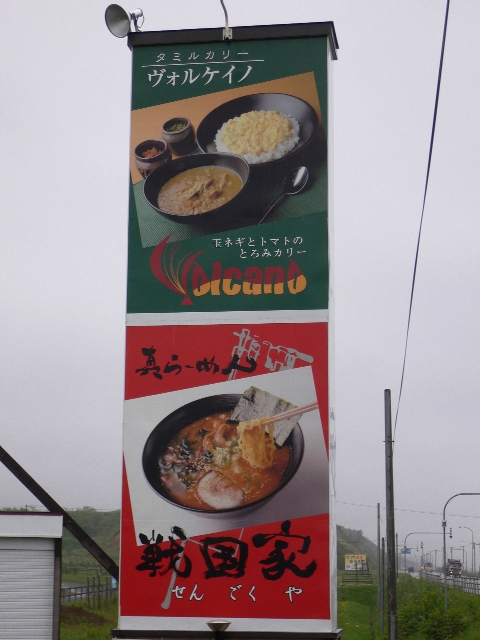 タミルカリー
ヴォルケイノ
玉ネギとトマトの
とろみカリー
Volcano
真らーめん
戦国家
せんごくや